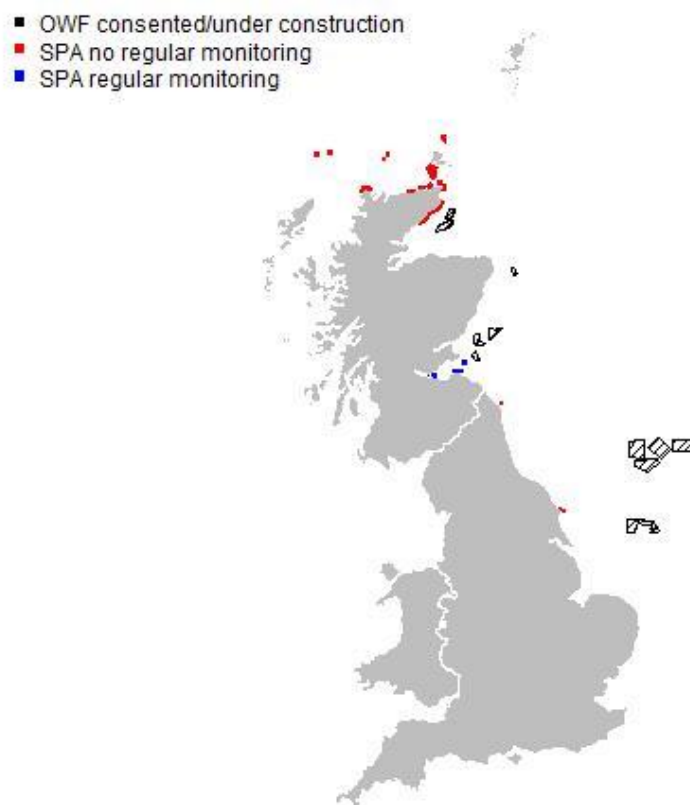 OWF consented/under construction
SPA no regular monitoring
SPA regular monitoring